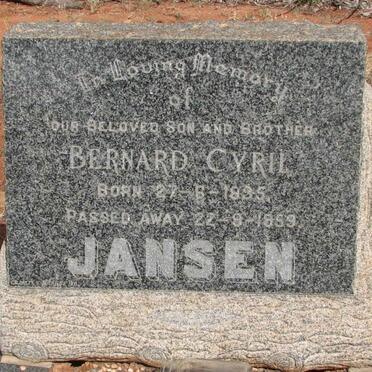 In Loving Memory
of
OUR BELOVED SON AND BROTHER
BERNARD CYRIL
BORN 27-6-1935
PASSED AWAY 22-9-1959
JANSEN